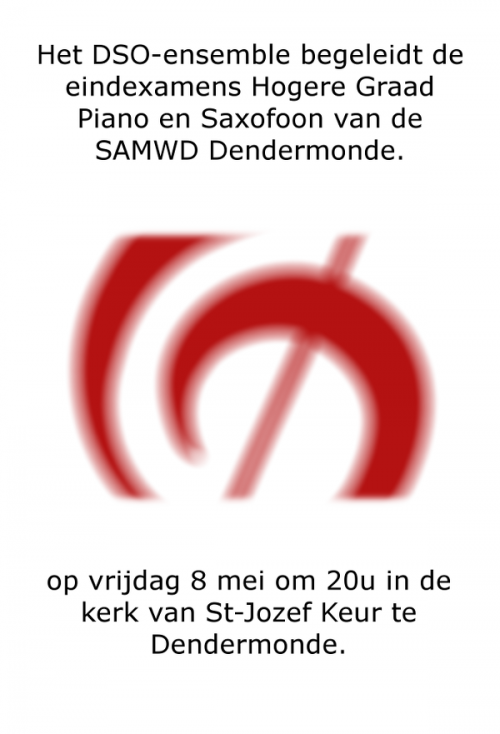 Het DSO-ensemble begeleidt de
eindexamens Hogere Graad
Piano en Saxofoon van de
SAMWD Dendermonde.
op vrijdag 8 mei om 20u in de
kerk van St-Jozef Keur te
Dendermonde.